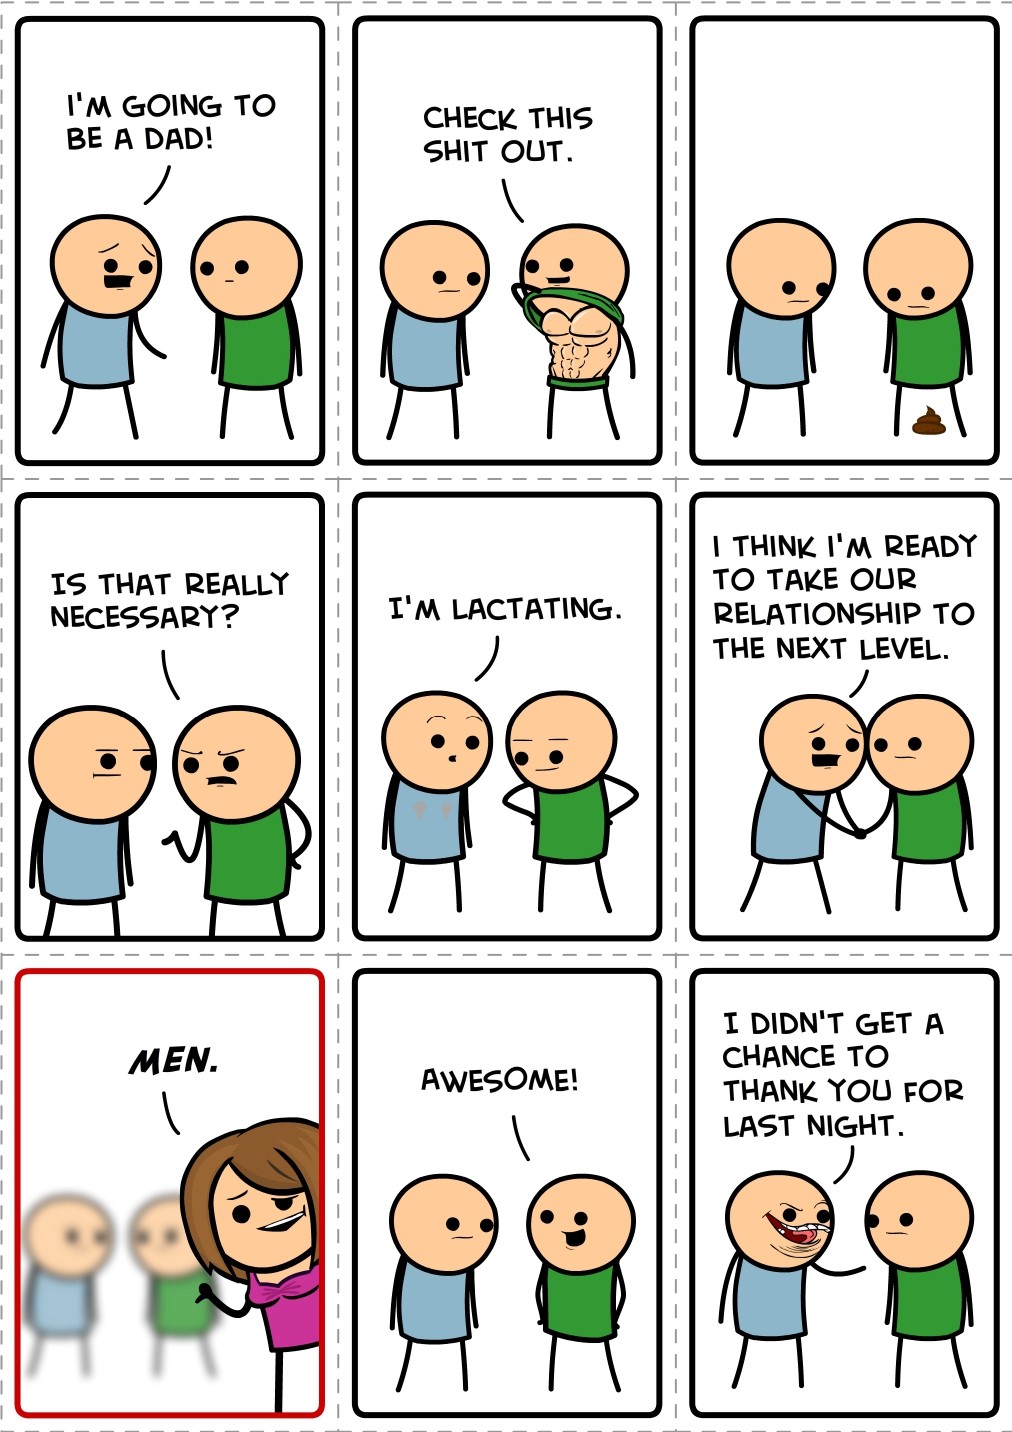 I'M GOING TO
BE A DAD!
CHECK THIS
SHIT OUT.
IS THAT REALLY
NECESSARY?
I'M LACTATING.
I THINK I'M READY
TO TAKE OUR
RELATIONSHIP TO
THE NEXT LEVEL.
MEN.
AWESOME!
I DIDN'T GET A
CHANCE TO
THANK YOU FOR
LAST NIGHT.